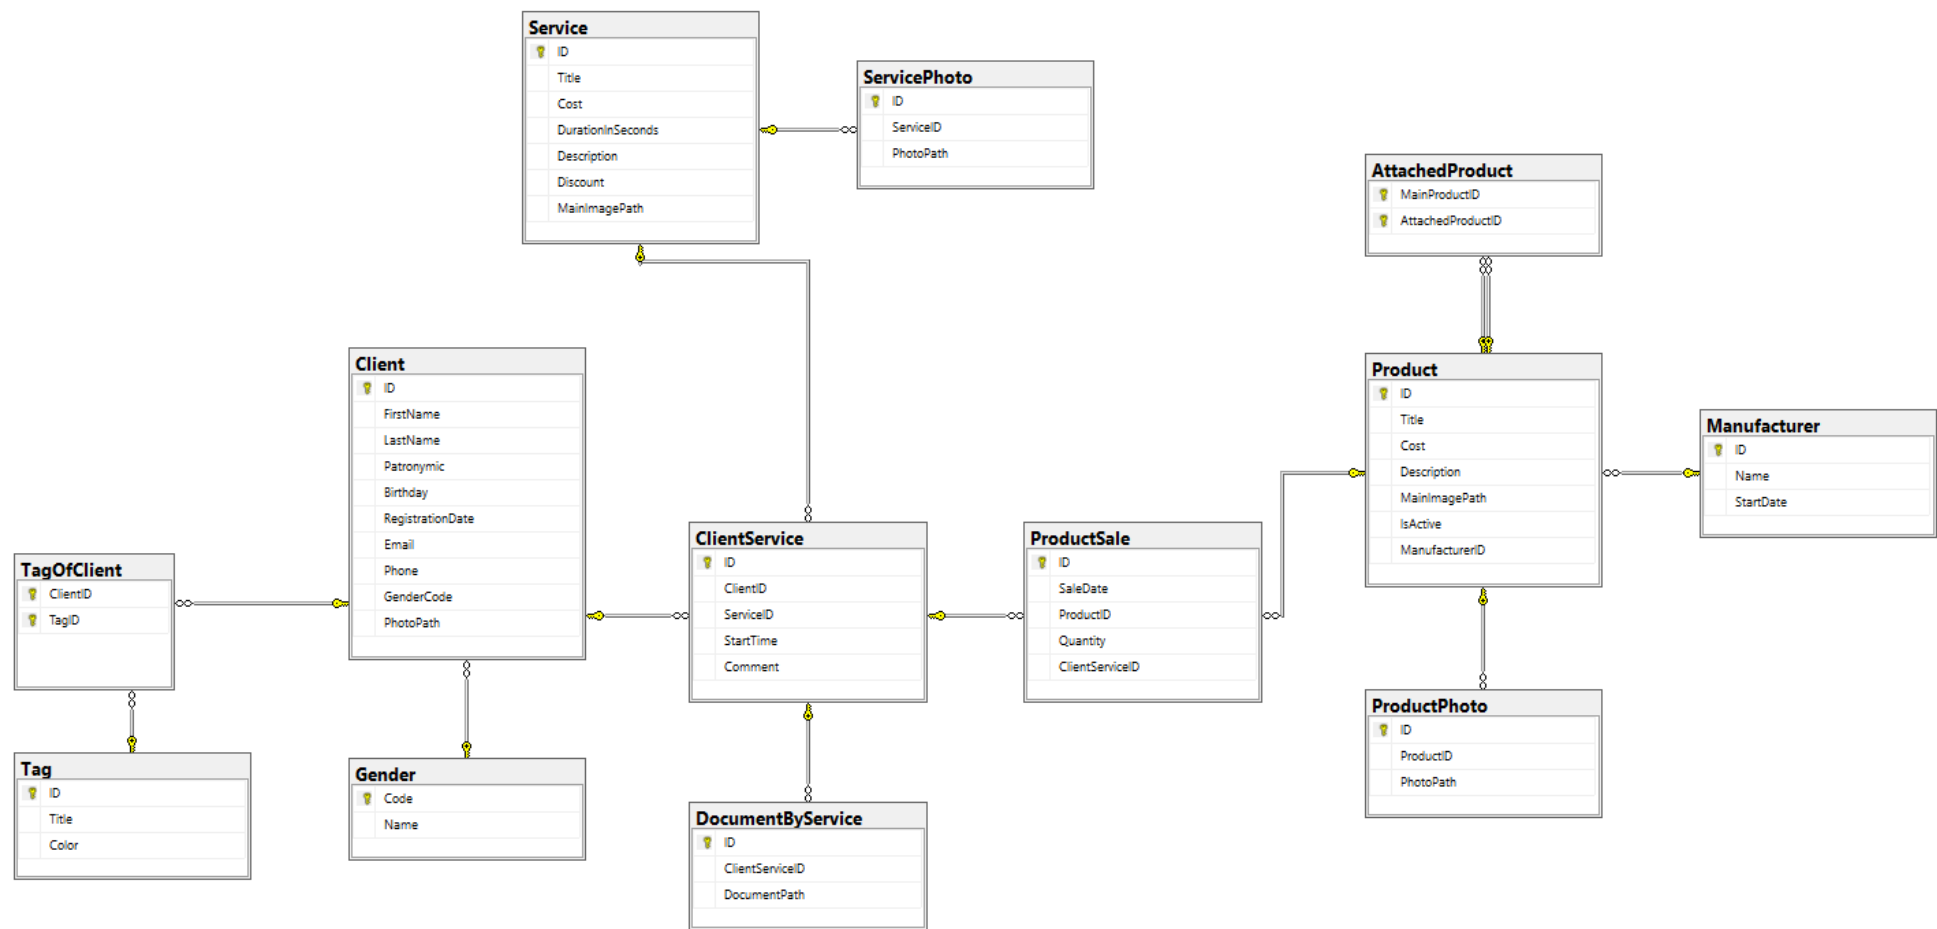 Service
ID
Title
Cost
DurationInSeconds
Description
Discount
MainImagePath
ServicePhoto
ID
ServiceID
PhotoPath
AttachedProduct
MainProductID
AttachedProductID
Client
ID
FirstName
LastName
Patronymic
Birthday
RegistrationDate
Email
Phone
GenderCode
PhotoPath
Product
ID
Title
Cost
Description
MainImagePath
IsActive
ManufacturerID
Manufacturer
ID
Name
StartDate
TagOfClient
ClientID
TagID
ClientService
ID
ClientID
ServiceID
StartTime
Comment
ProductSale
ID
SaleDate
ProductID
Quantity
ClientServiceID
ProductPhoto
ID
ProductID
PhotoPath
Tag
ID
Title
Color
Gender
Code
Name
DocumentByService
ID
ClientServiceID
DocumentPath